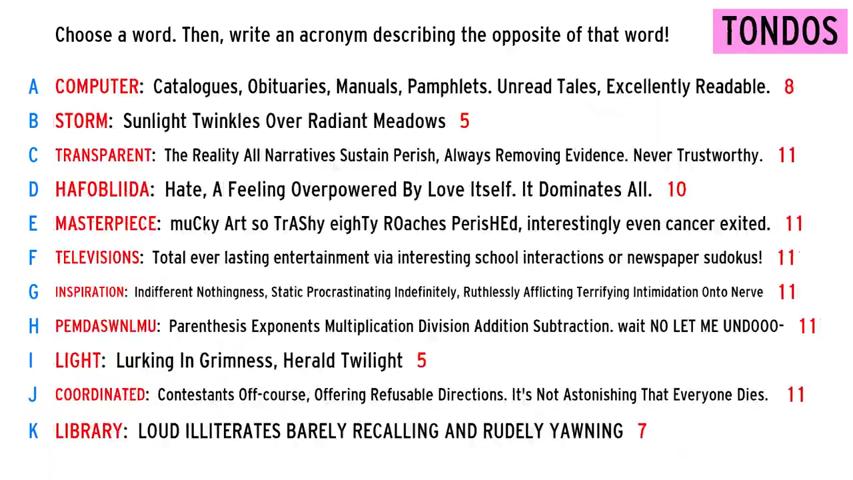 Choose a word. Then, write an acronym describing the opposite of that word!
TONDOS
A COMPUTER: Catalogues, Obituaries, Manuals, Pamphlets. Unread Tales, Excellently Readable. 8
B STORM: Sunlight Twinkles Over Radiant Meadows 5
C TRANSPARENT: The Reality All Narratives Sustain Perish, Always Removing Evidence. Never Trustworthy. 11
D HAFOBLIIDA: Hate, A Feeling Overpowered By Love Itself. It Dominates All. 10
E MASTERPIECE: muCky Art so TrAShy eighTy ROaches PerisHEd, interestingly even cancer exited. 11
F TELEVISIONS: Total ever lasting entertainment via interesting school interactions or newspaper sudokus! 11
G INSPIRATION: Indifferent Nothingness, Static Procrastinating Indefinitely, Ruthlessly Afflicting Terrifying Intimidation Onto Nerve 11
H PEMDASWNLMU: Parenthesis Exponents Multiplication Division Addition Subtraction. wait NO LET ME UNDOOO- 11
I LIGHT: Lurking In Grimness, Herald Twilight 5
J COORDINATED: Contestants Off-course, Offering Refusable Directions. It's Not Astonishing That Everyone Dies. 11
K LIBRARY: LOUD ILLITERATES BARELY RECALLING AND RUDELY YAWNING 7